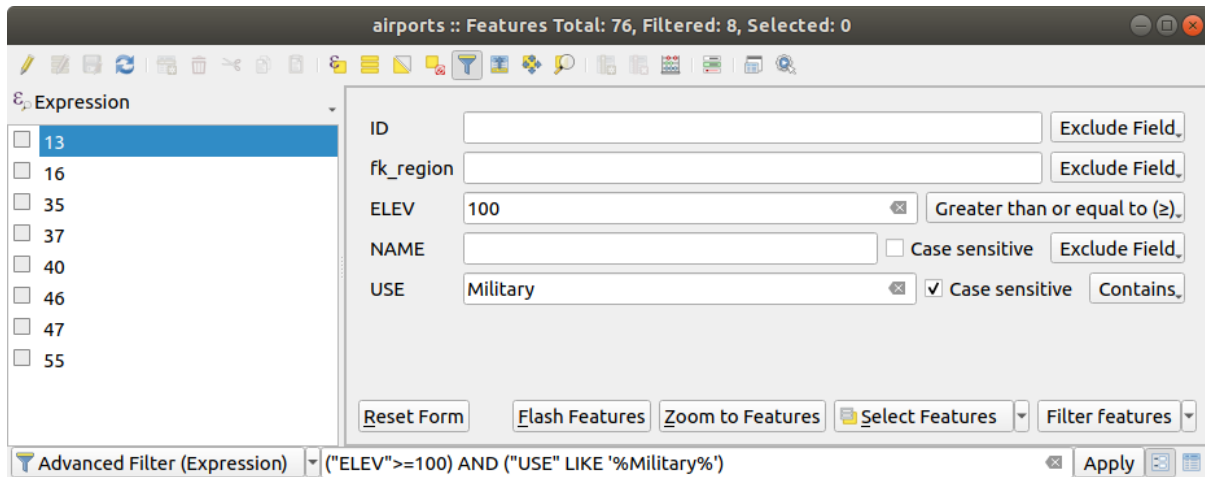 airports :: Features Total: 76, Filtered: 8, Selected: 0
Expression
13
16
35
37
40
46
47
55
ID Exclude Field
fk_region Exclude Field
ELEV 100 Greater than or equal to (≥)
NAME Case sensitive Exclude Field
USE Military Case sensitive Contains
Reset Form Flash Features Zoom to Features Select Features Filter features
Advanced Filter (Expression) ("ELEV">=100) AND ("USE" LIKE '%Military%') Apply